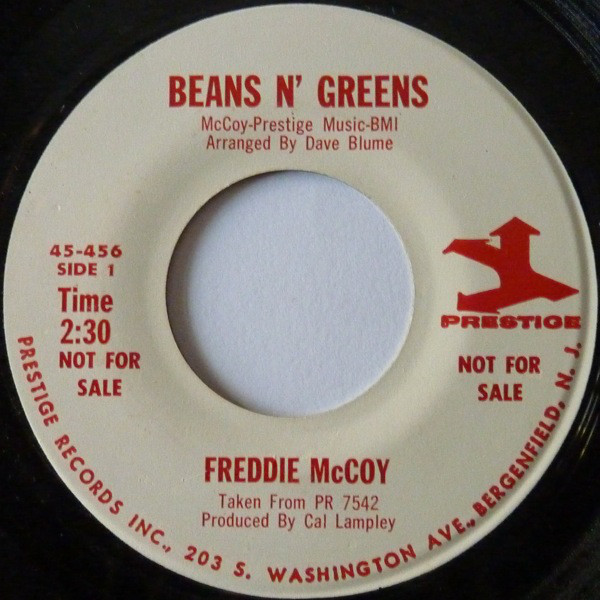 BEANS N' GREENS
McCoy-Prestige Music-BMI
Arranged By Dave Blume
45-456
SIDE 1
Time
2:30
NOT FOR
SALE
PRESTIGE
NOT FOR
SALE
FREDDIE McCOY
Taken From PR 7542
Produced By Cal Lampley
PRESTIGE RECORDS INC., 203 S. WASHINGTON AVE., BERGENFIELD, N. J.